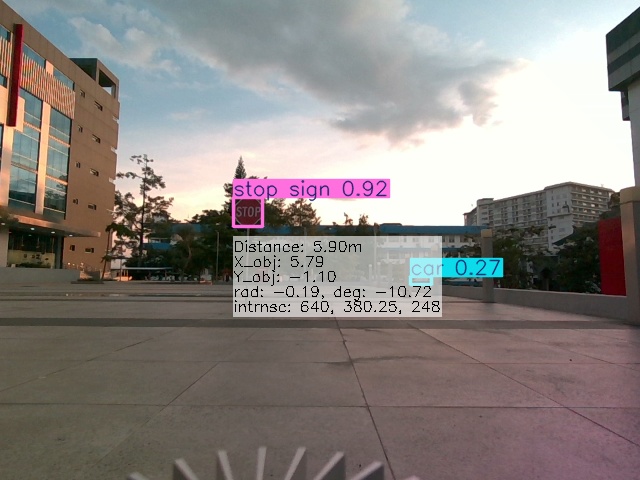 stop sign 0.92
STOP
Distance: 5.90m
X_obj: 5.79
Y_obj: -1.10
car 0.27
rad: -0.19, deg: -10.72
intrnsc: 640, 380.25, 248